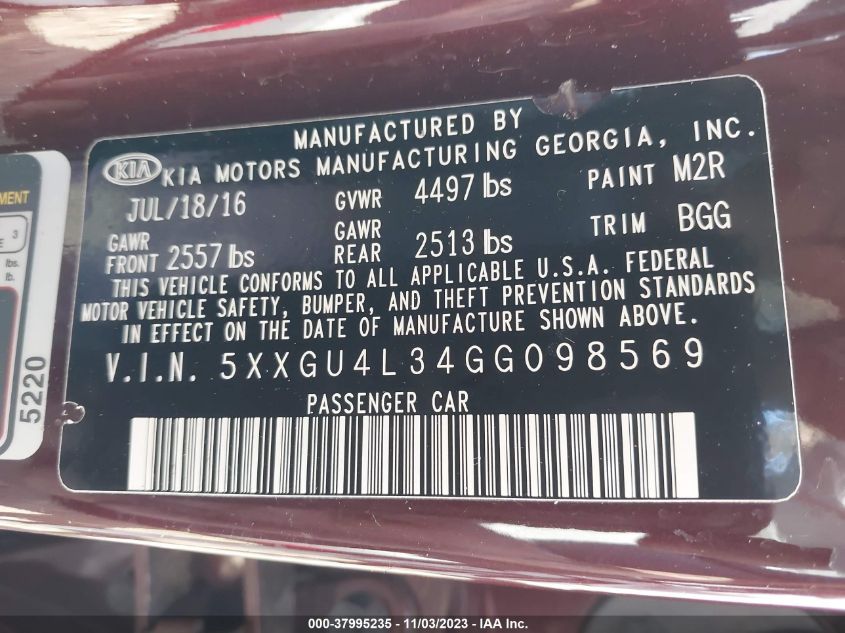 MANUFACTURED BY
KIA KIA MOTORS MANUFACTURING GEORGIA, INC.
JUL/18/16 GVWR 4497 lbs PAINT M2R
GAWR FRONT 2557 lbs GAWR REAR 2513 lbs TRIM BGG
THIS VEHICLE CONFORMS TO ALL APPLICABLE U.S.A. FEDERAL
MOTOR VEHICLE SAFETY, BUMPER, AND THEFT PREVENTION STANDARDS
IN EFFECT ON THE DATE OF MANUFACTURE SHOWN ABOVE.
V.I.N. 5XXGU4L34GG098569
PASSENGER CAR
3
lbs.
lb.
5220
000-37995235 - 11/03/2023 - IAA Inc.